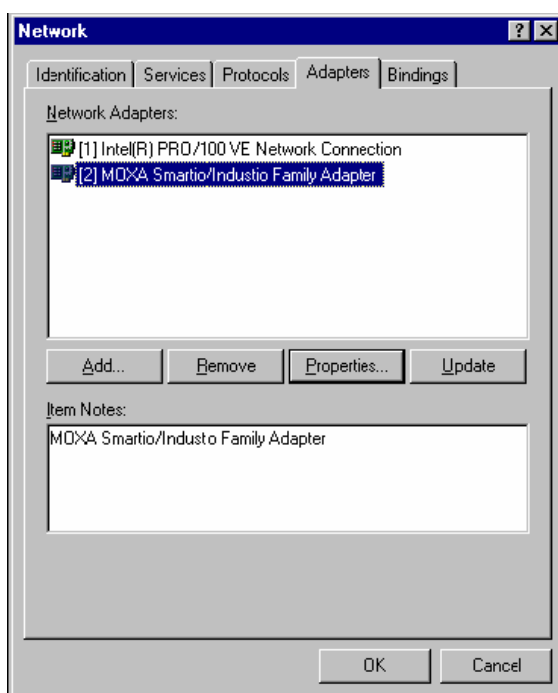 Network
Identification Services Protocols Adapters Bindings
Network Adapters:
[1] Intel(R) PRO/100 VE Network Connection
[2] MOXA Smartio/Industio Family Adapter
Add... Remove Properties... Update
Item Notes:
MOXA Smartio/Industo Family Adapter
OK Cancel